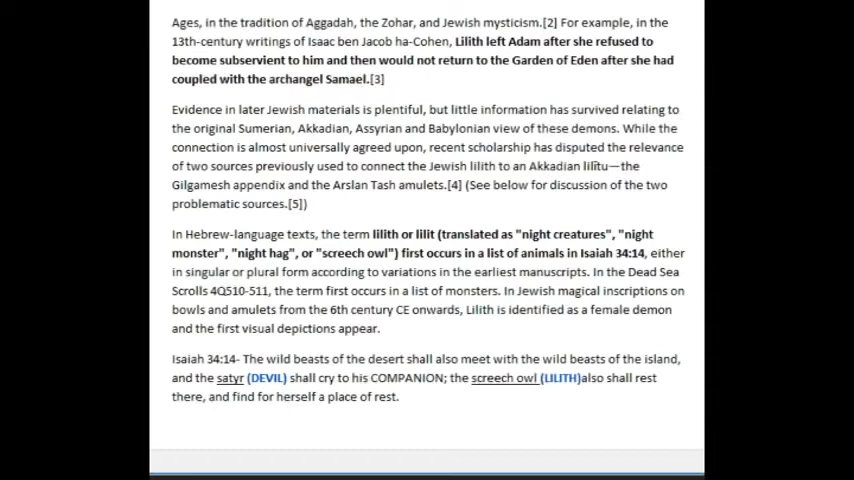 Ages, in the tradition of Aggadah, the Zohar, and Jewish mysticism.[2] For example, in the
13th-century writings of Isaac ben Jacob ha-Cohen, Lilith left Adam after she refused to
become subservient to him and then would not return to the Garden of Eden after she had
coupled with the archangel Samael.[3]
Evidence in later Jewish materials is plentiful, but little information has survived relating to
the original Sumerian, Akkadian, Assyrian and Babylonian view of these demons. While the
connection is almost universally agreed upon, recent scholarship has disputed the relevance
of two sources previously used to connect the Jewish lilith to an Akkadian lilītu—the
Gilgamesh appendix and the Arslan Tash amulets.[4] (See below for discussion of the two
problematic sources.[5])
In Hebrew-language texts, the term lilith or lilit (translated as "night creatures", "night
monster", "night hag", or "screech owl") first occurs in a list of animals in Isaiah 34:14, either
in singular or plural form according to variations in the earliest manuscripts. In the Dead Sea
Scrolls 4Q510-511, the term first occurs in a list of monsters. In Jewish magical inscriptions on
bowls and amulets from the 6th century CE onwards, Lilith is identified as a female demon
and the first visual depictions appear.
Isaiah 34:14- The wild beasts of the desert shall also meet with the wild beasts of the island,
and the satyr (DEVIL) shall cry to his COMPANION; the screech owl (LILITH)also shall rest
there, and find for herself a place of rest.